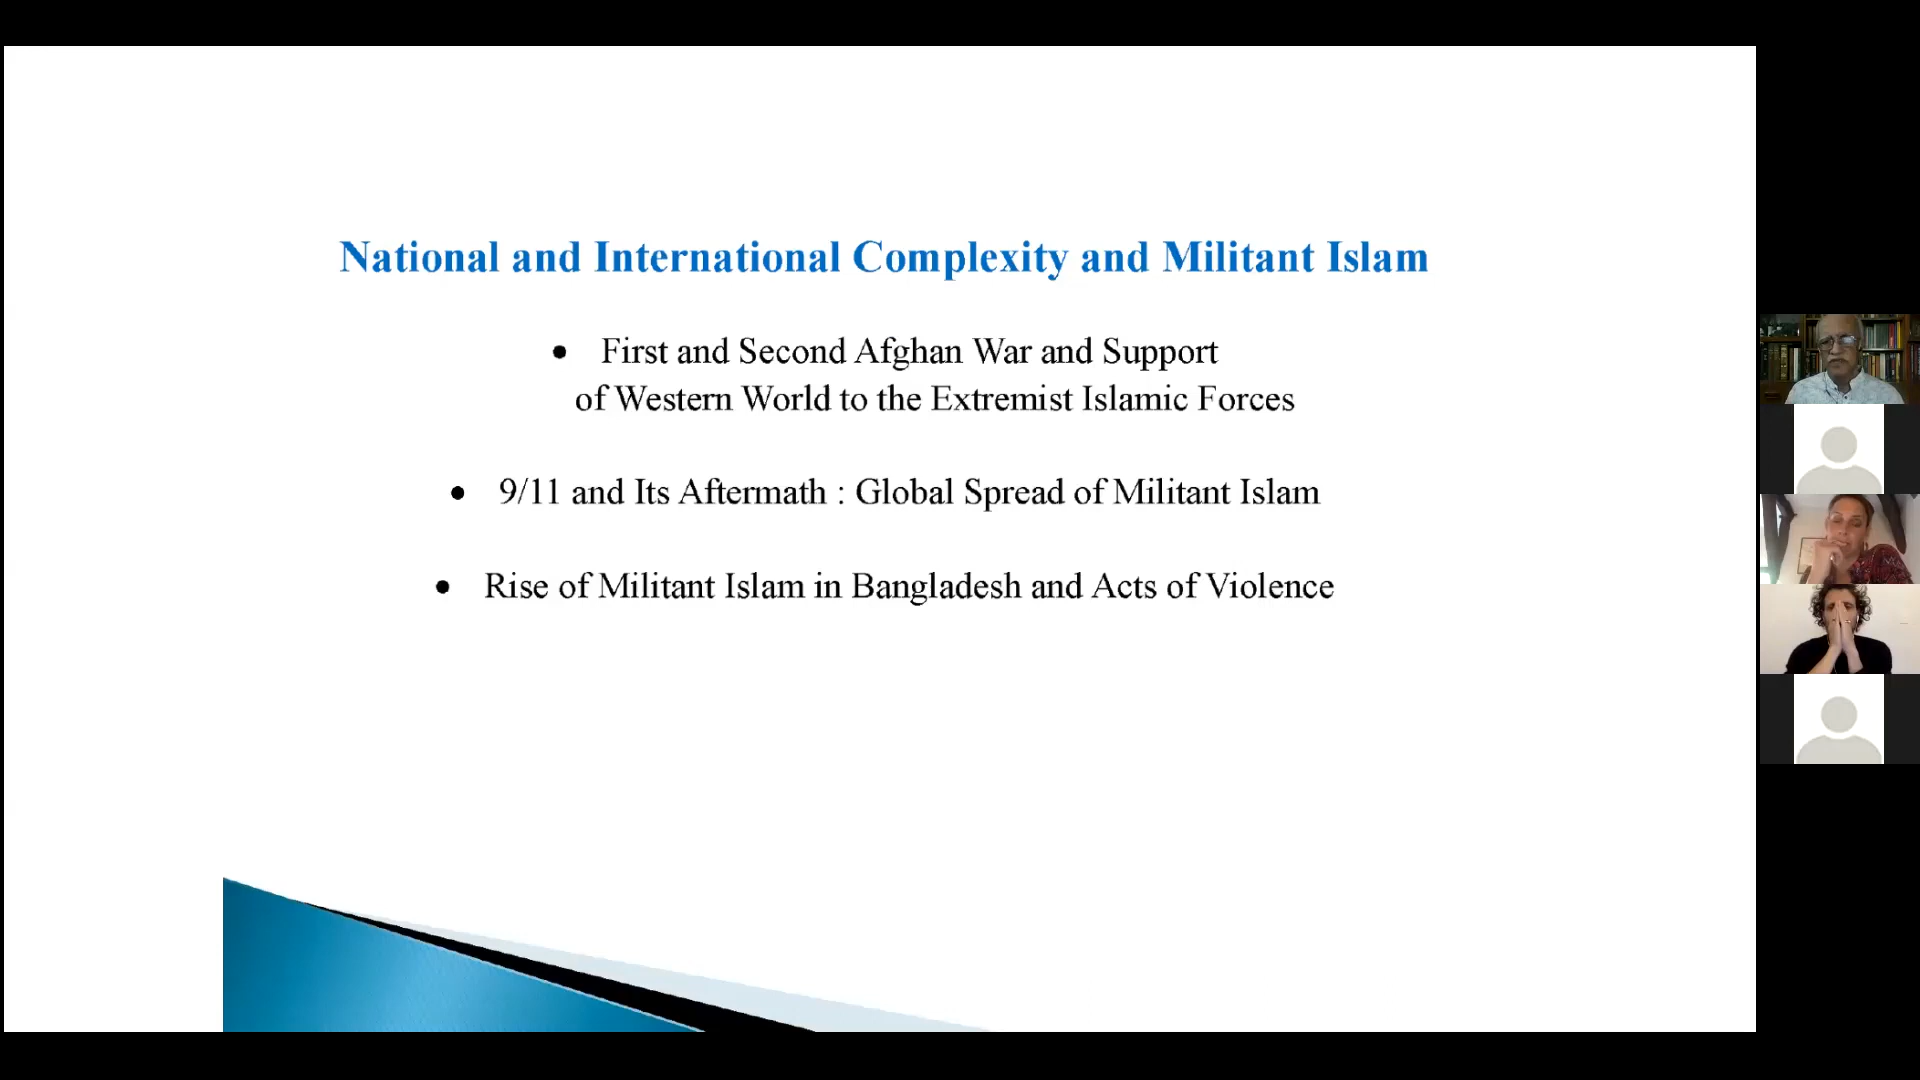 National and International Complexity and Militant Islam
• First and Second Afghan War and Support
of Western World to the Extremist Islamic Forces
• 9/11 and Its Aftermath : Global Spread of Militant Islam
• Rise of Militant Islam in Bangladesh and Acts of Violence